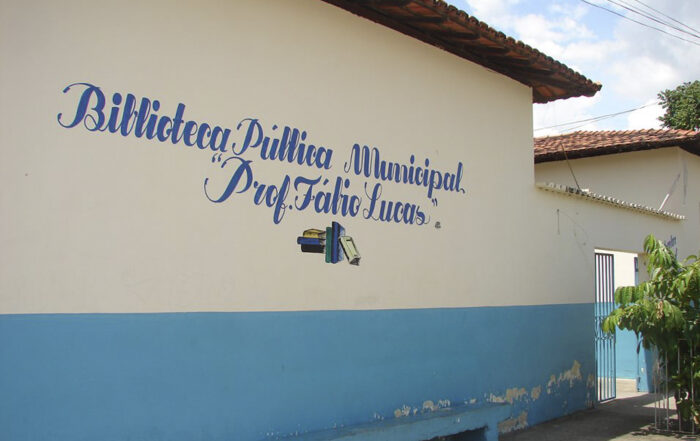 Biblioteca Pública Municipal
"Prof. Fábio Lucas"